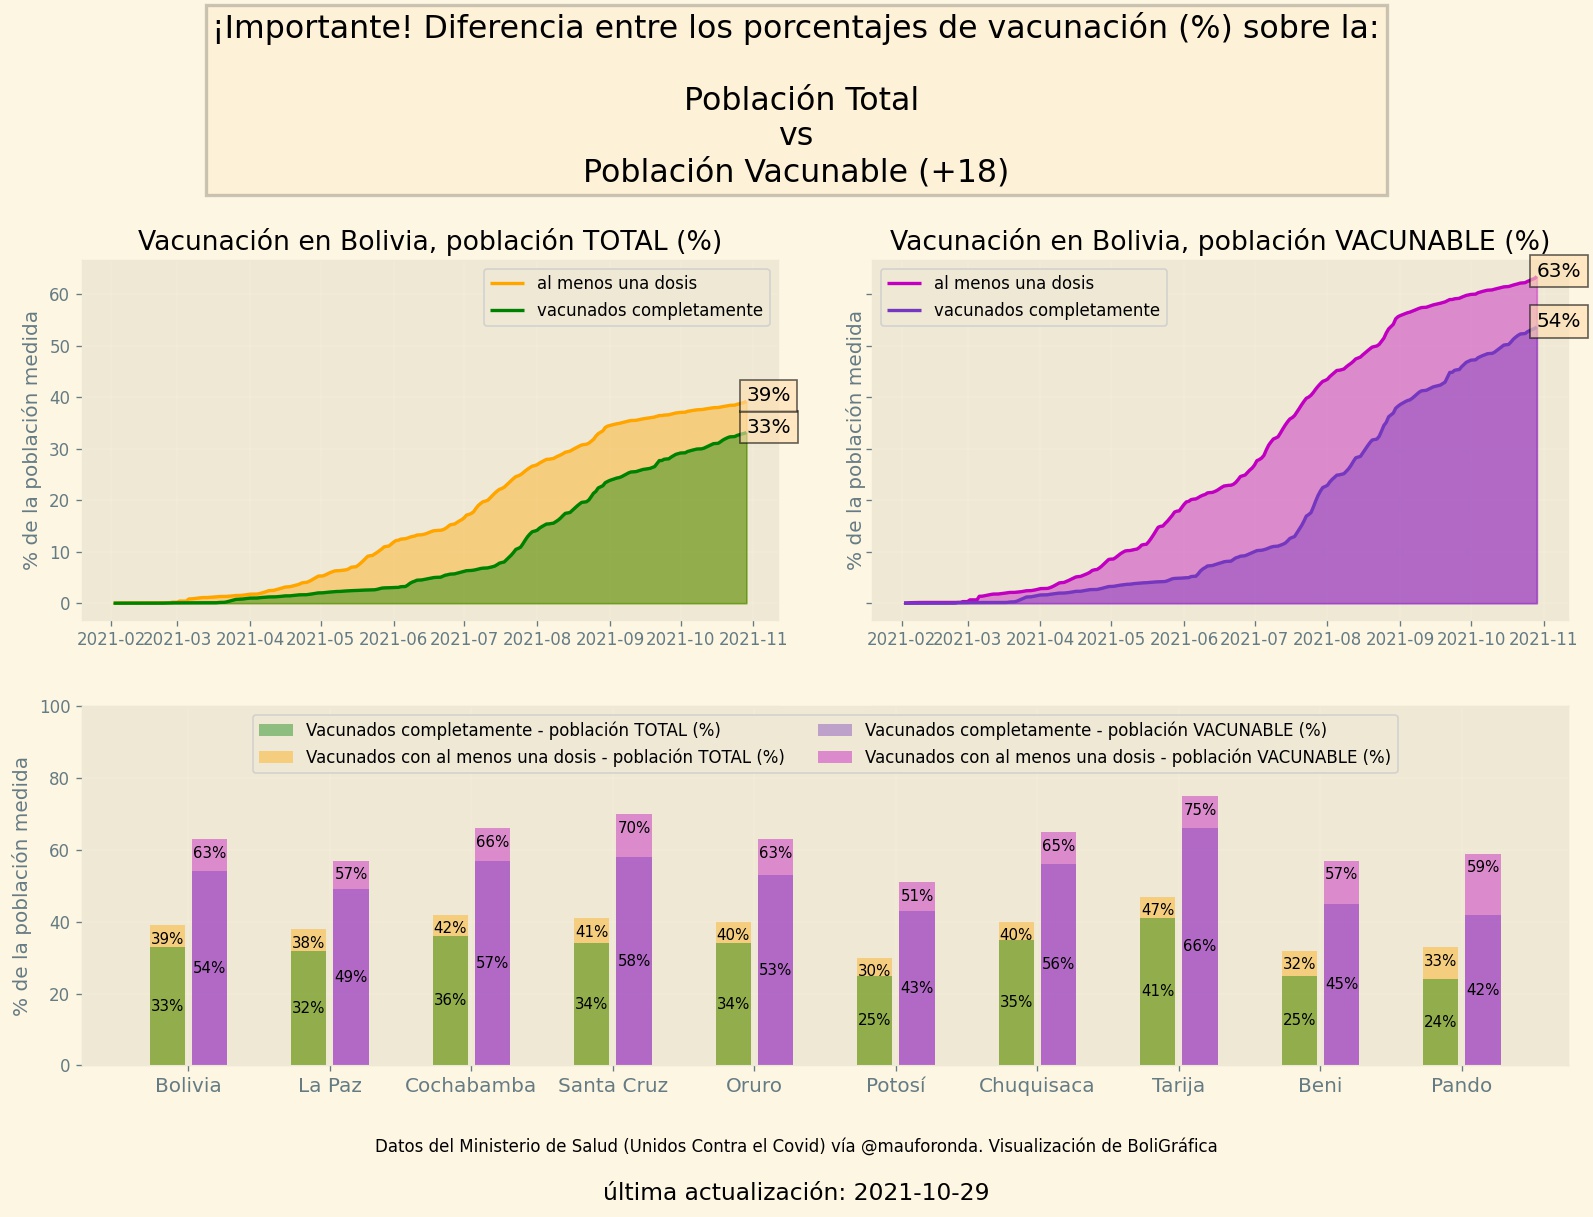 ¡Importante! Diferencia entre los porcentajes de vacunación (%) sobre la:
Población Total
vs
Población Vacunable (+18)
Vacunación en Bolivia, población TOTAL (%)
al menos una dosis
vacunados completamente
39%
33%
% de la población medida
60
50
40
30
20
10
0
2021-02
2021-03
2021-04
2021-05
2021-06
2021-07
2021-08
2021-09
2021-10
2021-11
Vacunación en Bolivia, población VACUNABLE (%)
al menos una dosis
vacunados completamente
63%
54%
% de la población medida
2021-02
2021-03
2021-04
2021-05
2021-06
2021-07
2021-08
2021-09
2021-10
2021-11
Vacunados completamente - población TOTAL (%)
Vacunados con al menos una dosis - población TOTAL (%)
Vacunados completamente - población VACUNABLE (%)
Vacunados con al menos una dosis - población VACUNABLE (%)
% de la población medida
100
80
60
40
20
0
39%
33%
63%
54%
38%
32%
57%
49%
42%
36%
66%
57%
41%
34%
70%
58%
40%
34%
63%
53%
30%
25%
51%
43%
40%
35%
65%
56%
47%
41%
75%
66%
32%
25%
57%
45%
33%
24%
59%
42%
Bolivia
La Paz
Cochabamba
Santa Cruz
Oruro
Potosí
Chuquisaca
Tarija
Beni
Pando
Datos del Ministerio de Salud (Unidos Contra el Covid) vía @mauforonda. Visualización de BoliGráfica
última actualización: 2021-10-29